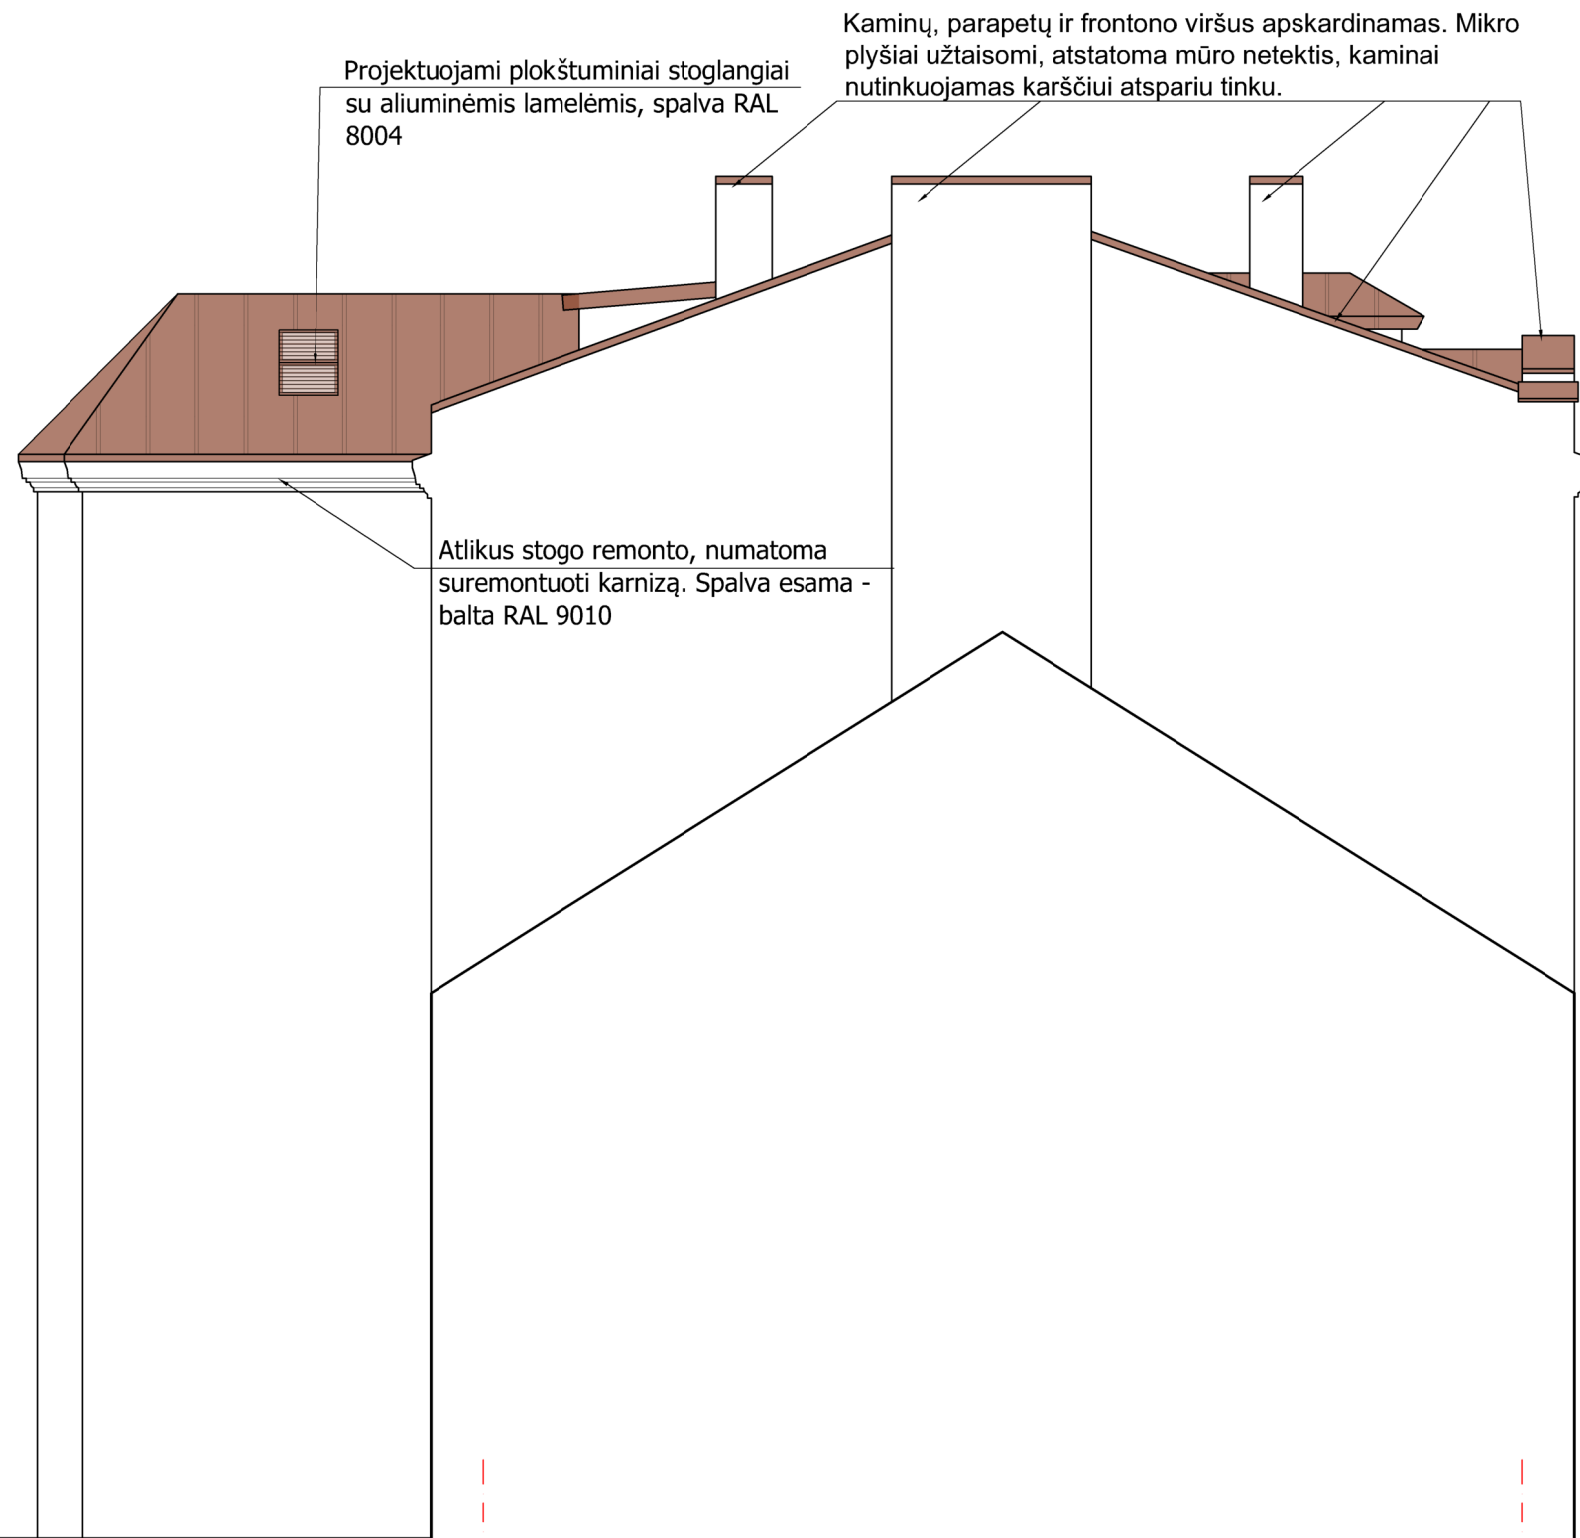 Kaminų, parapetų ir frontono viršus apskardinamas. Mikro
plyšiai užtaisomi, atstatoma mūro netektis, kaminai
nutinkuojamas karščiui atspariu tinku.
Projektuojami plokštuminiai stoglangiai
su aliuminėmis lamelėmis, spalva RAL
8004
Atlikus stogo remonto, numatoma
suremontuoti karnizą. Spalva esama -
balta RAL 9010